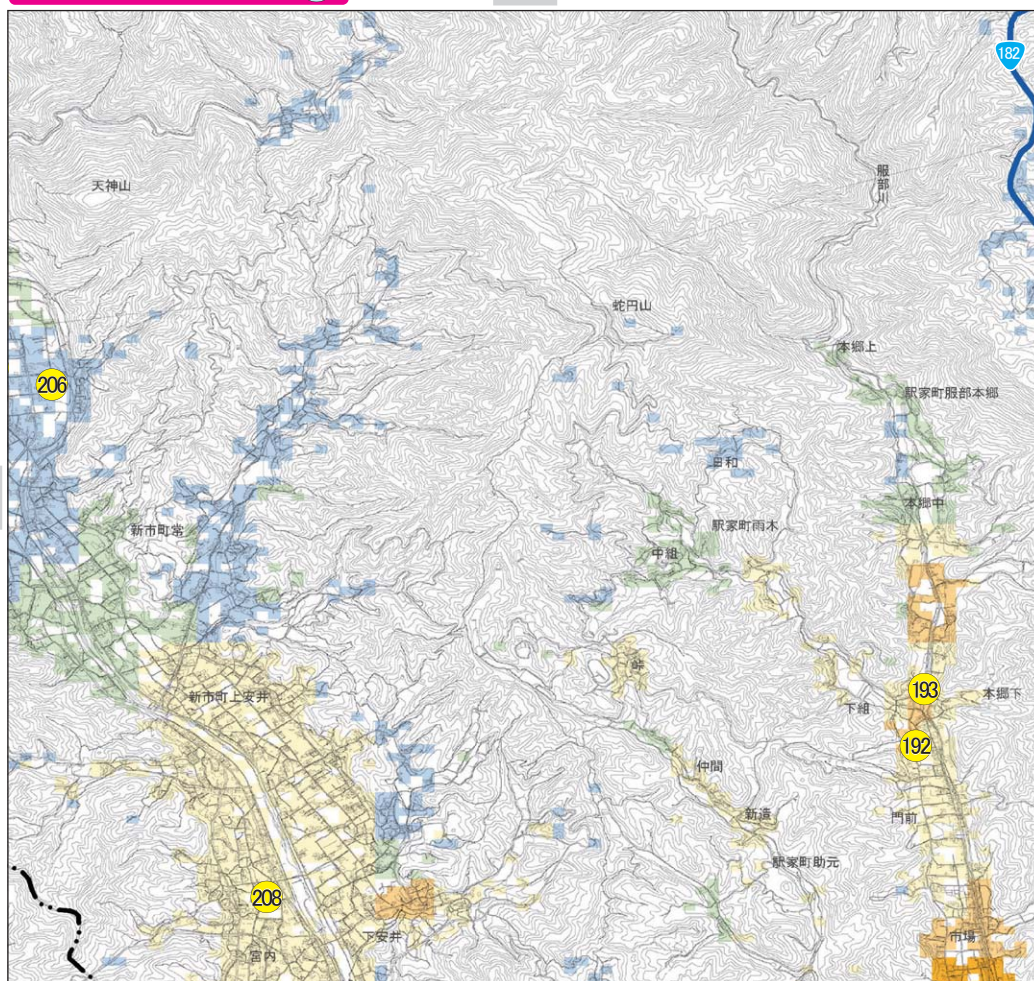 182
天神山
服部川
蛇円山
本郷上
206
駅家町服部本郷
日和
本郷中
新市町常
駅家町雨木
中組
峠
新市町上安井
193
本郷下
下組
192
仲間
新造
門前
駅家町助元
208
下安井
市場
宮内